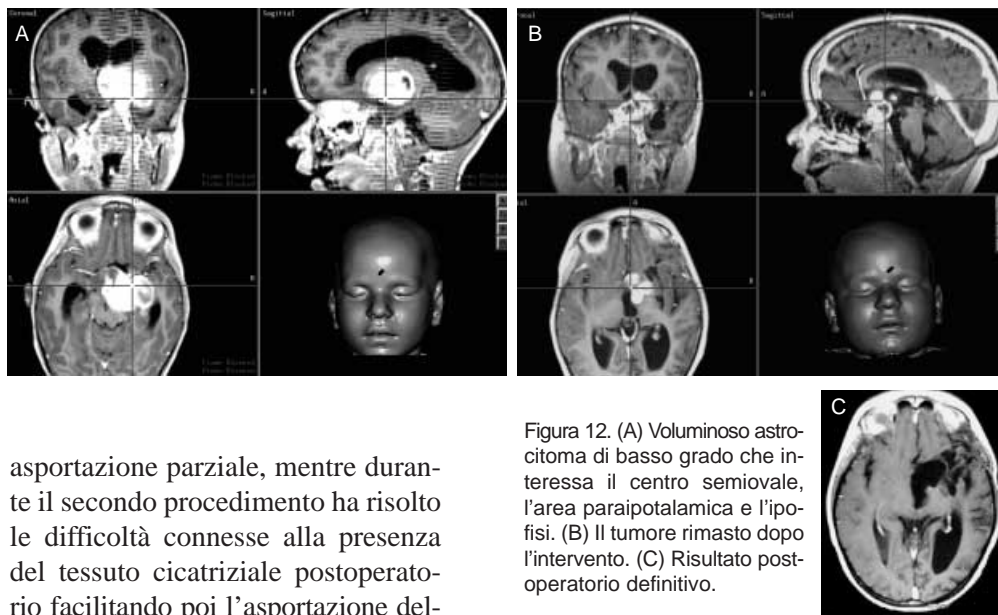 A
Coronal
Sagittal
Axial
B
Sagittal
asportazione parziale, mentre duran-
te il secondo procedimento ha risolto
le difficoltà connesse alla presenza
del tessuto cicatriziale postoperato-
rio facilitando poi l'asportazione del-
Figura 12. (A) Voluminoso astro-
citoma di basso grado che in-
teressa il centro semiovale,
l'area paraipotalamica e l'ipo-
fisi. (B) Il tumore rimasto dopo
l'intervento. (C) Risultato post-
operatorio definitivo.
C